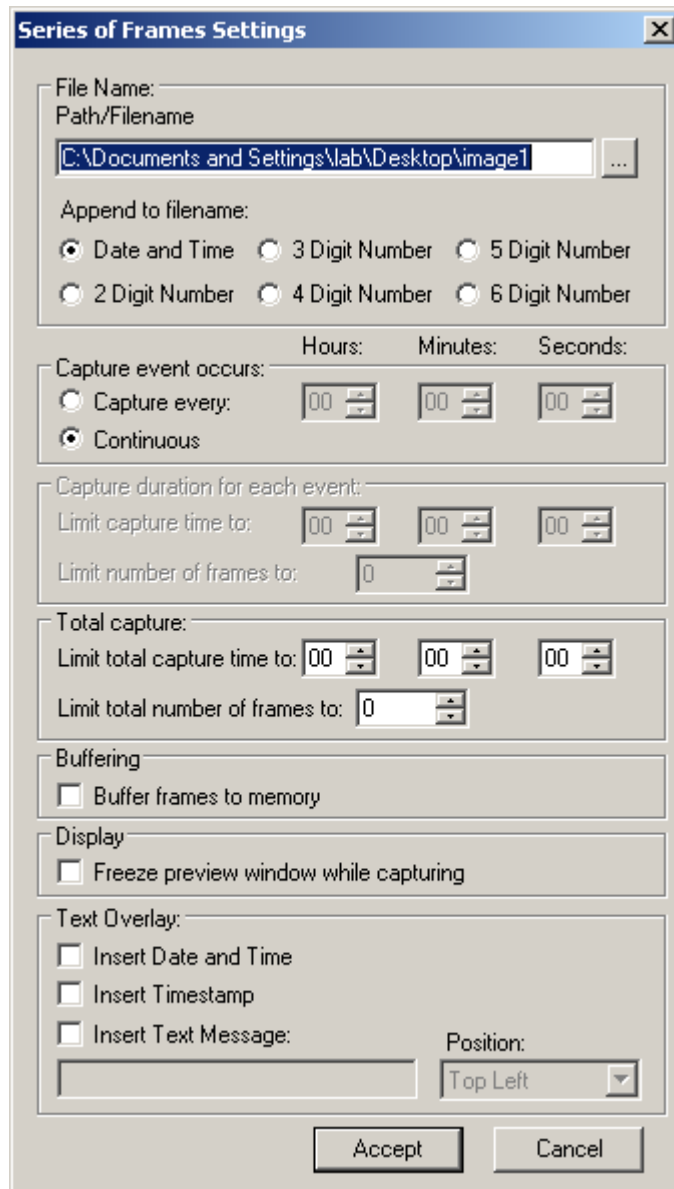 Series of Frames Settings
File Name:
Path/Filename
C:\Documents and Settings\lab\Desktop\image1 ...
Append to filename:
Date and Time 3 Digit Number 5 Digit Number
2 Digit Number 4 Digit Number 6 Digit Number
Hours: Minutes: Seconds:
Capture event occurs:
Capture every: 00 00 00
Continuous
Capture duration for each event:
Limit capture time to: 00 00 00
Limit number of frames to: 0
Total capture:
Limit total capture time to: 00 00 00
Limit total number of frames to: 0
Buffering
Buffer frames to memory
Display
Freeze preview window while capturing
Text Overlay:
Insert Date and Time
Insert Timestamp
Insert Text Message:
Position:
Top Left
Accept Cancel